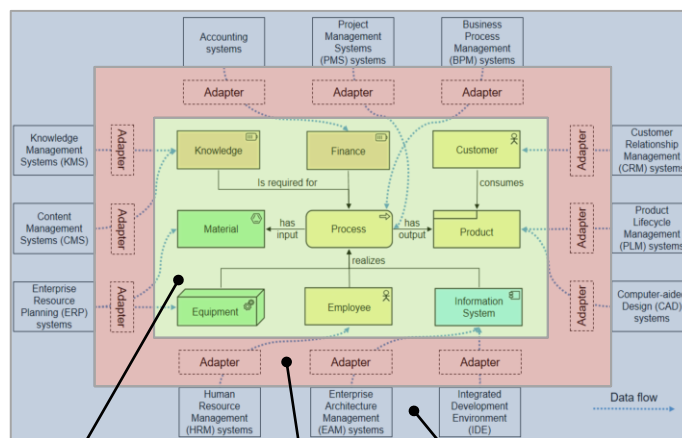 Accounting
systems
Project
Management
Systems
(PMS) systems
Business
Process
Management
(BPM) systems
Adapter
Adapter
Adapter
Knowledge
Management
Systems (KMS)
Adapter
Knowledge
Finance
Customer
Adapter
Customer
Relationship
Management
(CRM) systems
Is required for
consumes
Content
Management
Systems (CMS)
Adapter
Material
has
input
Process
has
output
Product
Adapter
Product
Lifecycle
Management
(PLM) systems
realizes
Enterprise
Resource
Planning (ERP)
systems
Adapter
Equipment
Employee
Information
System
Adapter
Computer-aided
Design (CAD)
systems
Adapter
Adapter
Adapter
Human
Resource
Management
(HRM) systems
Enterprise
Architecture
Management
(EAM) systems
Integrated
Development
Environment
(IDE)
Data flow